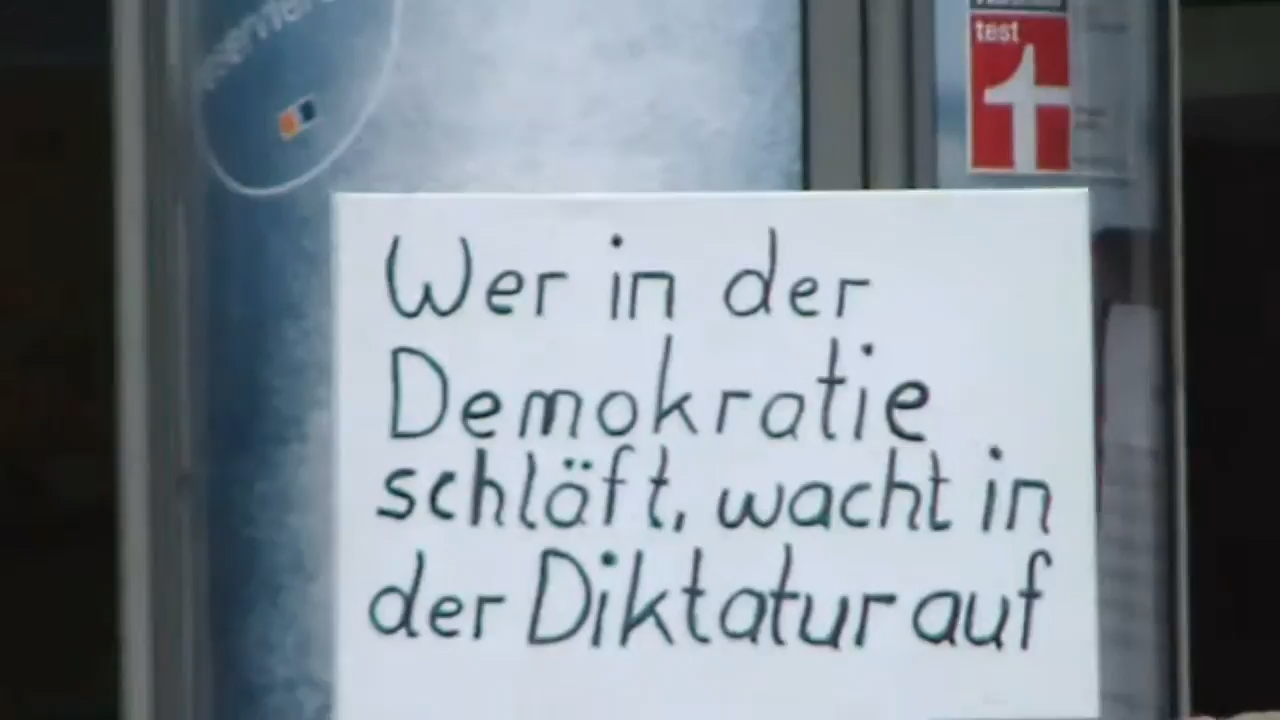 test
Wer in der
Demokratie
schläft, wacht in
der Diktatur auf